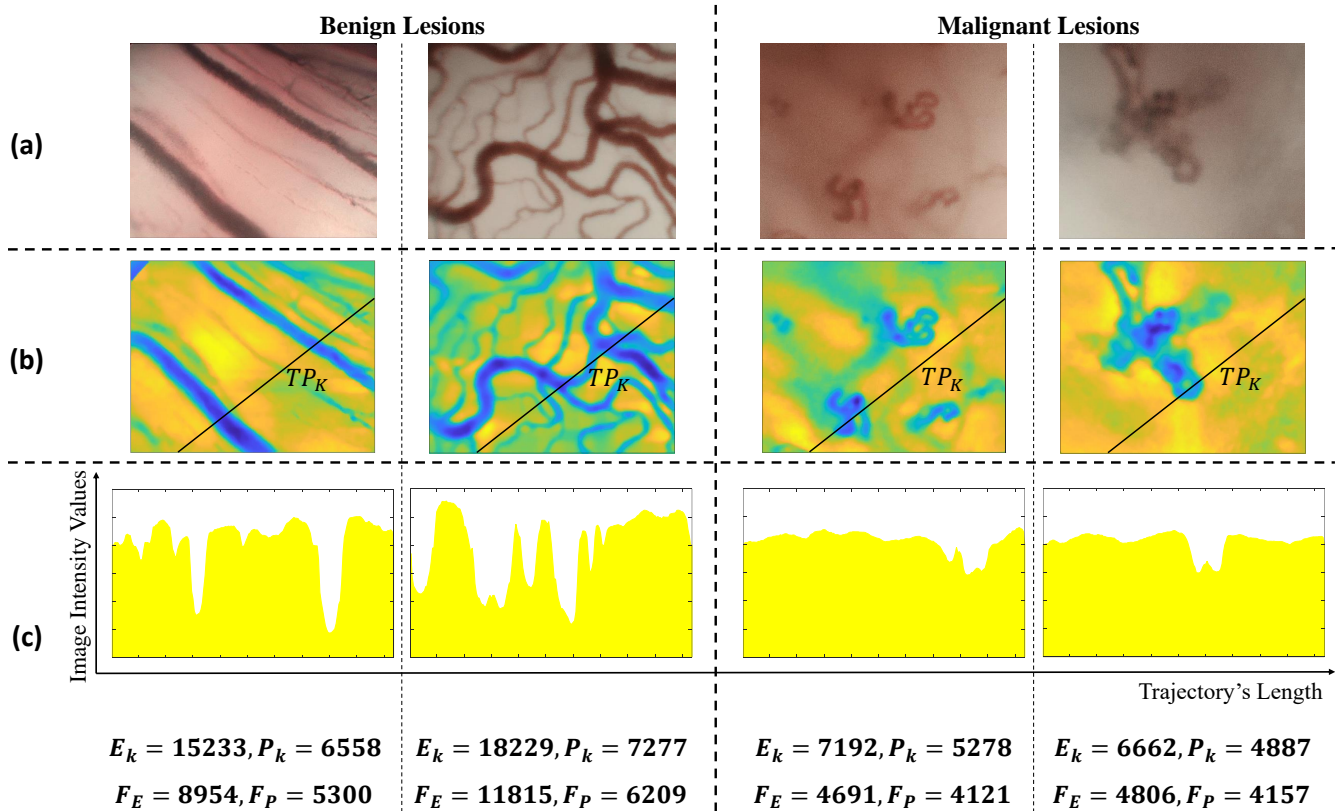 Benign Lesions
Malignant Lesions
(a)
(b)
TP_K
TP_K
TP_K
TP_K
(c)
Image Intensity Values
Trajectory's Length
E_k = 15233, P_k = 6558
E_k = 18229, P_k = 7277
E_k = 7192, P_k = 5278
E_k = 6662, P_k = 4887
F_E = 8954, F_P = 5300
F_E = 11815, F_P = 6209
F_E = 4691, F_P = 4121
F_E = 4806, F_P = 4157